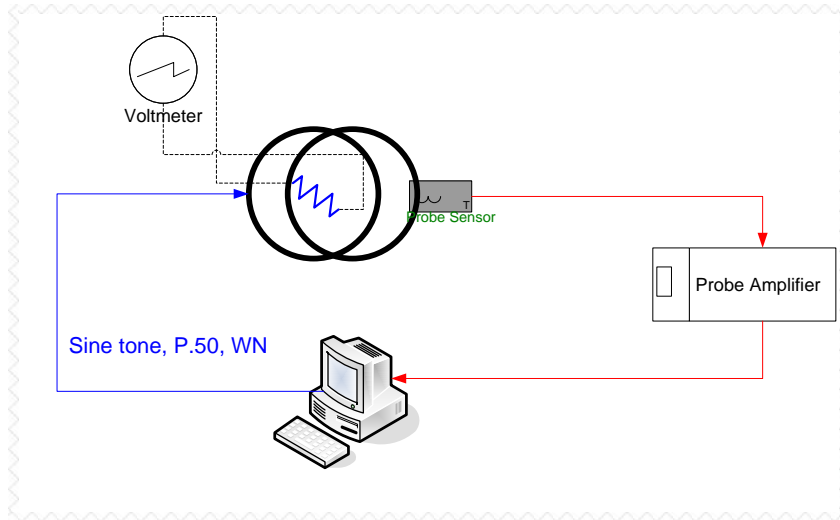 Voltmeter
T
Probe Sensor
Probe Amplifier
Sine tone, P.50, WN